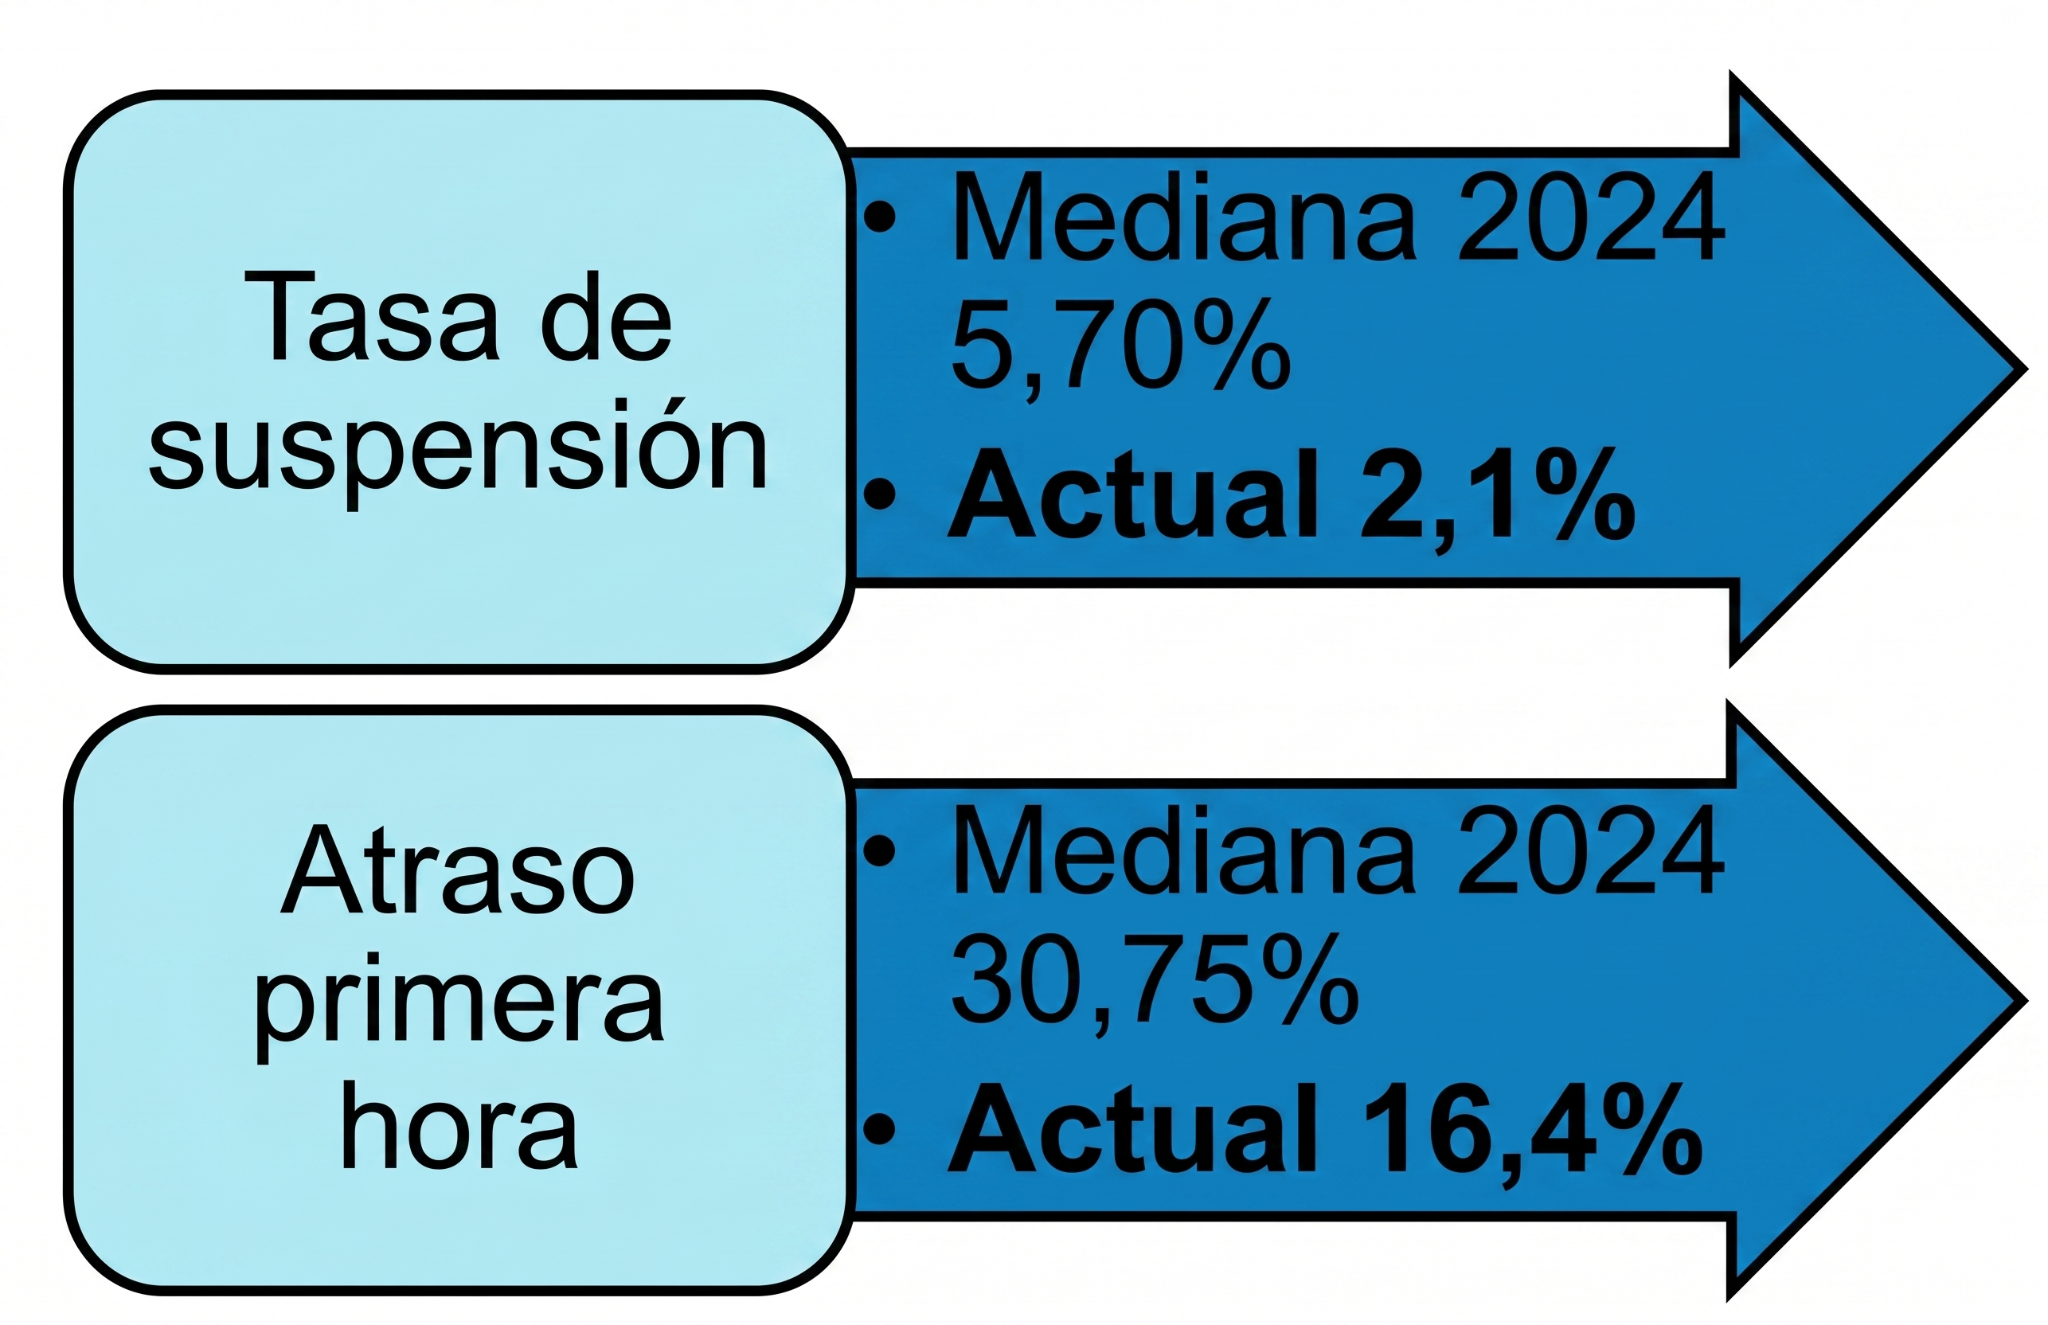 Tasa de
suspensión
• Mediana 2024
5,70%
• Actual 2,1%
Atraso
primera
hora
• Mediana 2024
30,75%
• Actual 16,4%